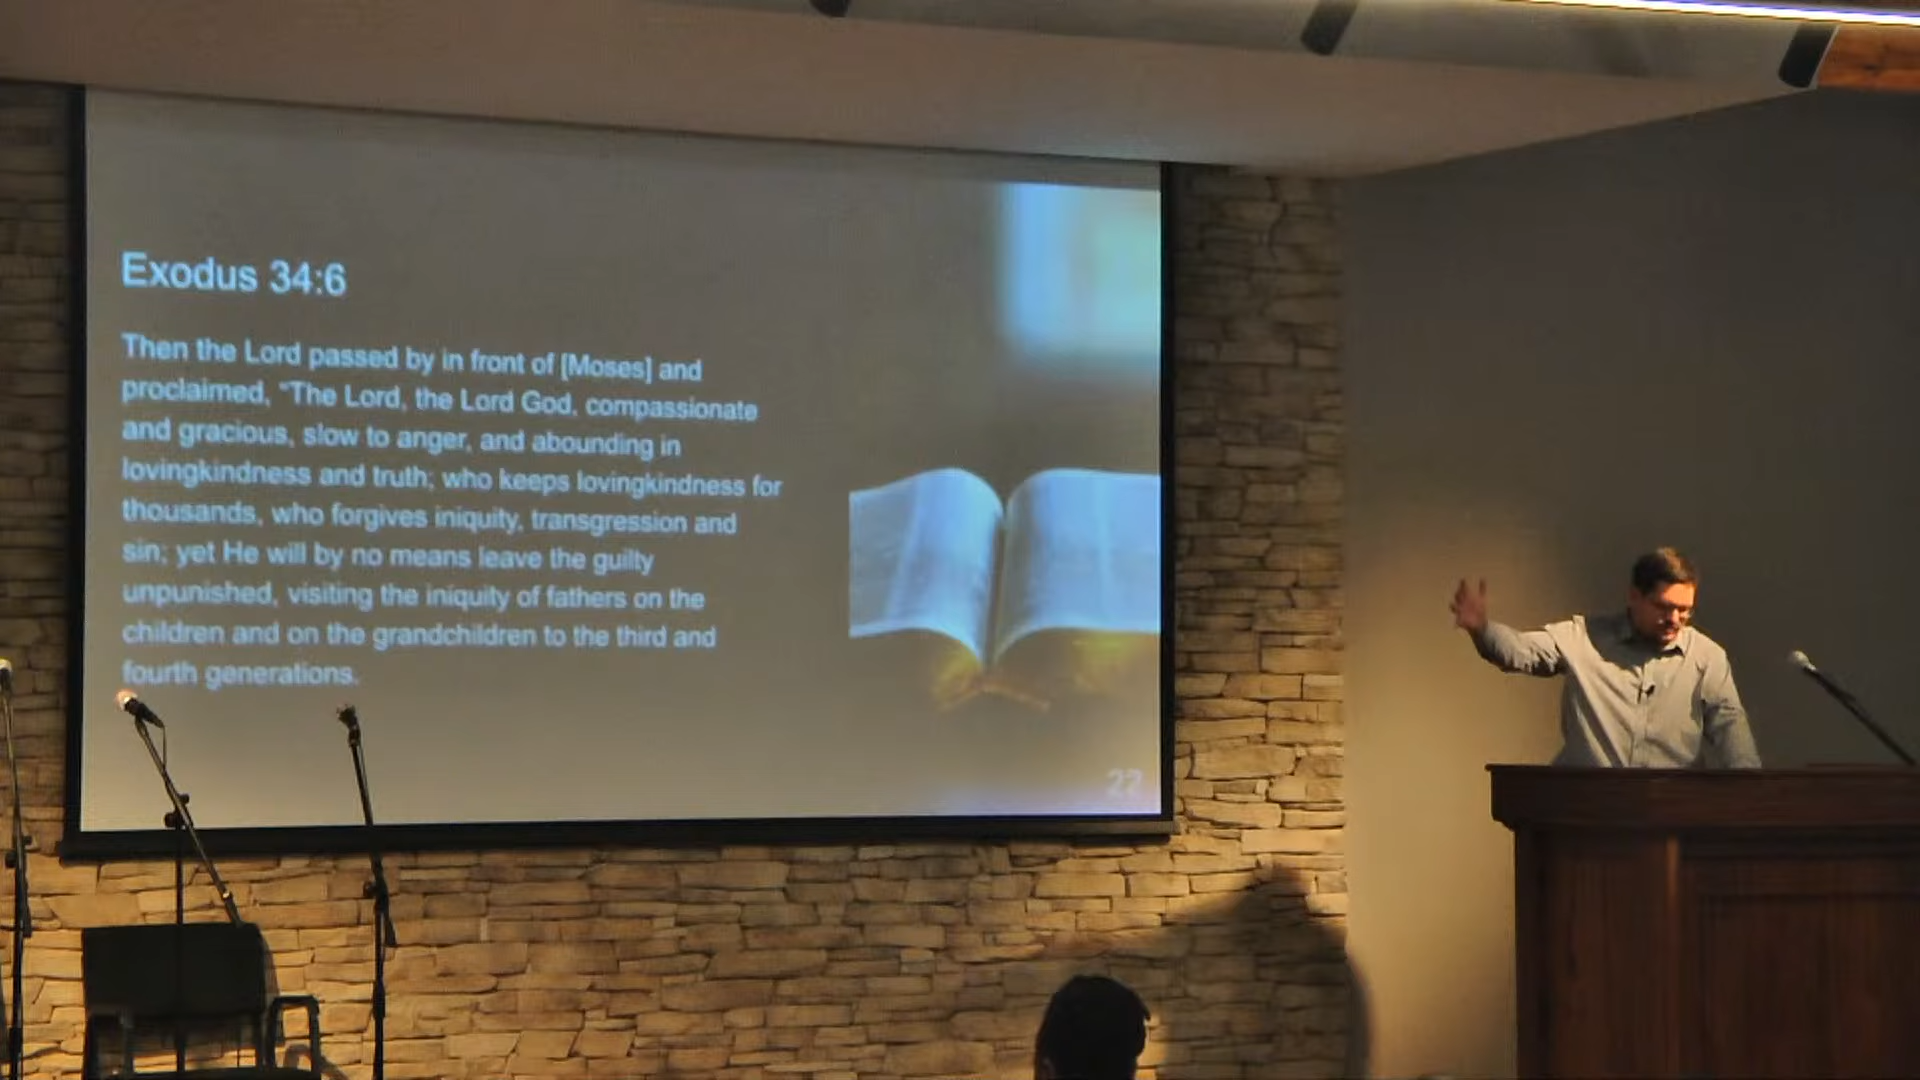 Exodus 34:6
Then the Lord passed by in front of [Moses] and
proclaimed, "The Lord, the Lord God, compassionate
and gracious, slow to anger, and abounding in
lovingkindness and truth; who keeps lovingkindness for
thousands, who forgives iniquity, transgression and
sin; yet He will by no means leave the guilty
unpunished, visiting the iniquity of fathers on the
children and on the grandchildren to the third and
fourth generations.
22